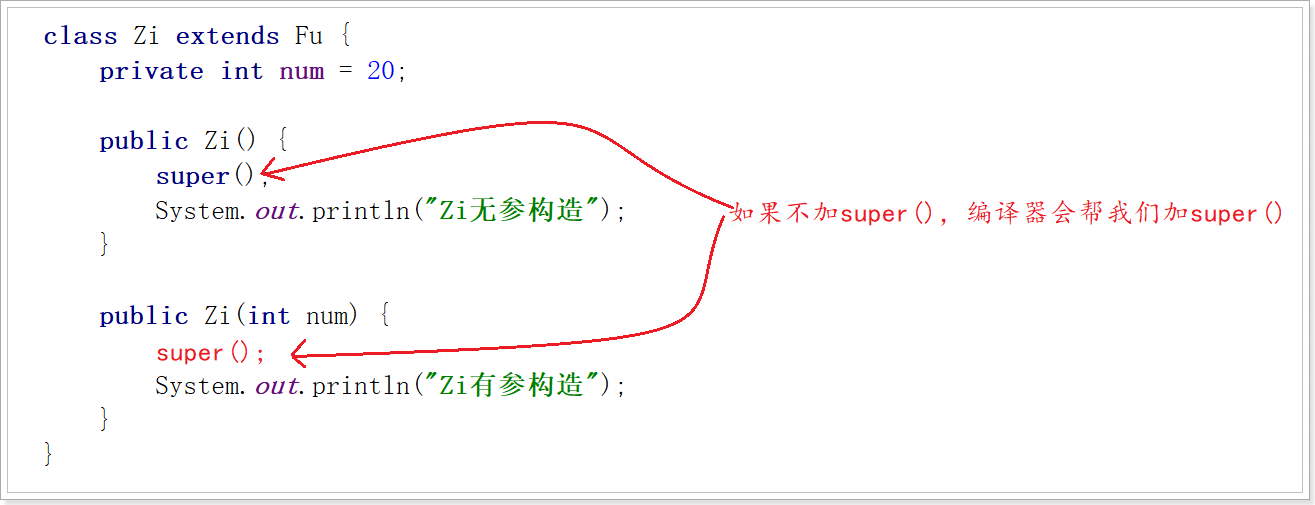 class Zi extends Fu {
private int num = 20;
public Zi() {
super();
System.out.println("Zi无参构造");
}
如果不加super(), 编译器会帮我们加super()
public Zi(int num) {
super();
System.out.println("Zi有参构造");
}
}